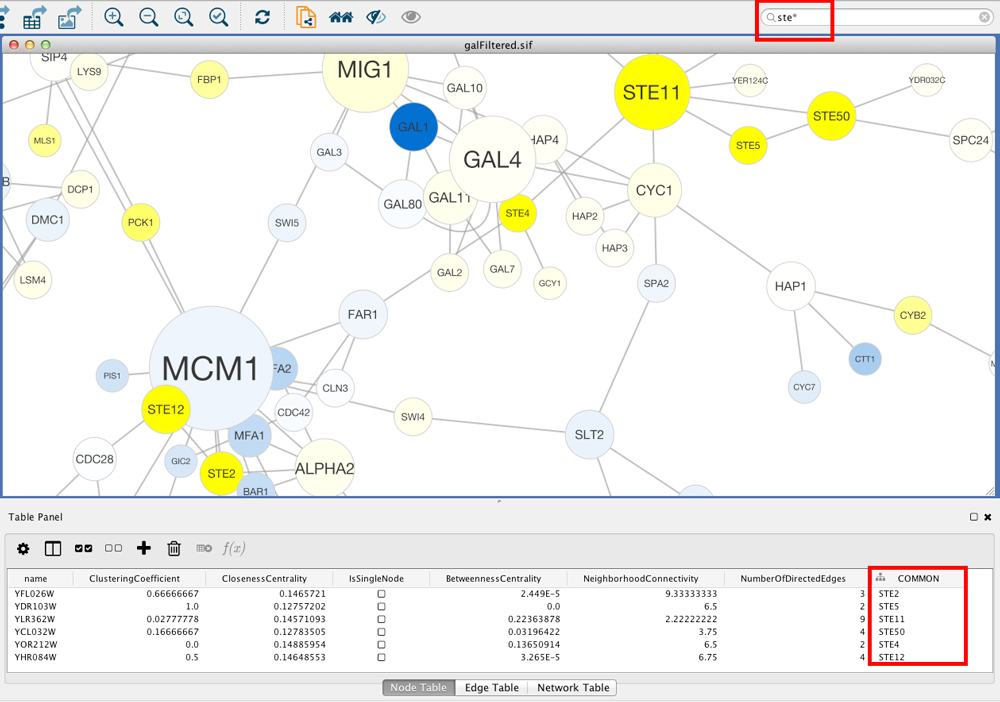 ste*
galFiltered.sif
SIP4
LYS9
FBP1
MIG1
GAL10
STE11
YER124C
YDR032C
STE50
MLS1
GAL1
GAL3
GAL4
HAP4
STE5
SPC24
B
DCP1
DMC1
PCK1
SWI5
GAL80
GAL11
STE4
HAP2
CYC1
HAP3
LSM4
GAL2
GAL7
GCY1
SPA2
HAP1
FAR1
CYB2
MCM1
FA2
PIS1
CLN3
CTT1
CYC7
STE12
CDC42
SWI4
MFA1
SLT2
CDC28
GIC2
STE2
ALPHA2
BAR1
Table Panel
f(x)
name ClusteringCoefficient ClosenessCentrality IsSingleNode BetweennessCentrality NeighborhoodConnectivity NumberOfDirectedEdges COMMON
YFL026W 0.66666667 0.1465721 2.449E-5 9.33333333 3 STE2
YDR103W 1.0 0.12757202 0.0 6.5 2 STE5
YLR362W 0.02777778 0.14571093 0.22363878 2.22222222 9 STE11
YCL032W 0.16666667 0.12783505 0.03196422 3.75 4 STE50
YOR212W 0.0 0.14885954 0.13650914 6.5 2 STE4
YHR084W 0.5 0.14648553 3.265E-5 6.75 4 STE12
Node Table Edge Table Network Table